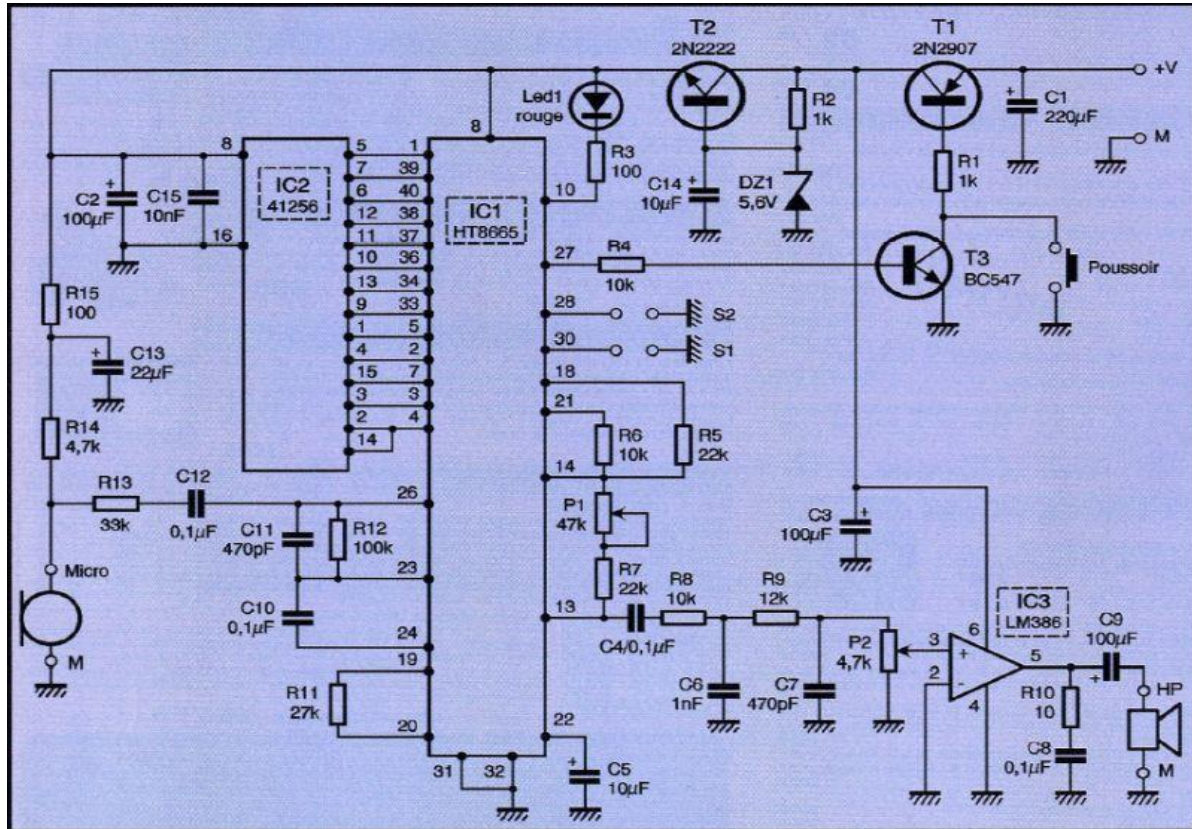 T2
2N2222
T1
2N2907
+V
Led1
rouge
R2
1k
C1
220µF
M
8
8
5
1
7
39
6
40
12
38
11
37
10
36
13
34
9
33
1
5
4
2
15
7
3
3
2
4
14
IC2
41256
IC1
HT8665
R3
100
10
C14
10µF
DZ1
5,6V
R1
1k
C2
100µF
C15
10nF
16
27
R4
10k
T3
BC547
Poussoir
R15
100
28
S2
30
S1
C13
22µF
18
21
R14
4,7k
R6
10k
R5
22k
14
R13
33k
C12
0,1µF
26
P1
47k
C3
100µF
C11
470pF
R12
100k
23
R7
22k
Micro
C10
0,1µF
13
R8
10k
R9
12k
C4/0,1µF
IC3
LM386
24
P2
4,7k
3
+
6
2
-
5
4
C9
100µF
M
19
R11
27k
20
C6
1nF
C7
470pF
R10
10
HP
22
C8
0,1µF
M
31
32
C5
10µF